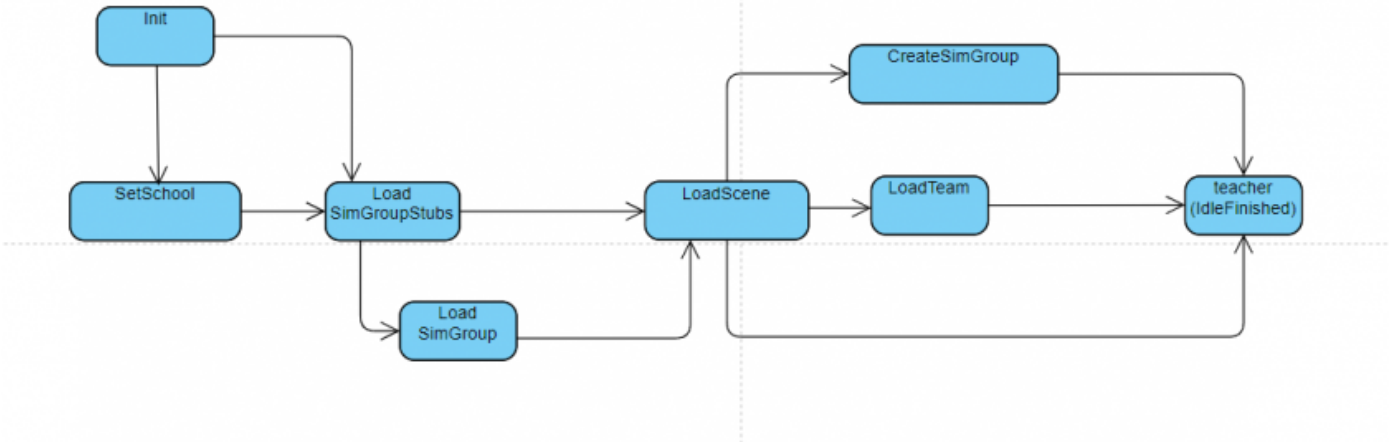 Init
CreateSimGroup
SetSchool
Load
SimGroupStubs
LoadScene
LoadTeam
teacher
(IdleFinished)
Load
SimGroup